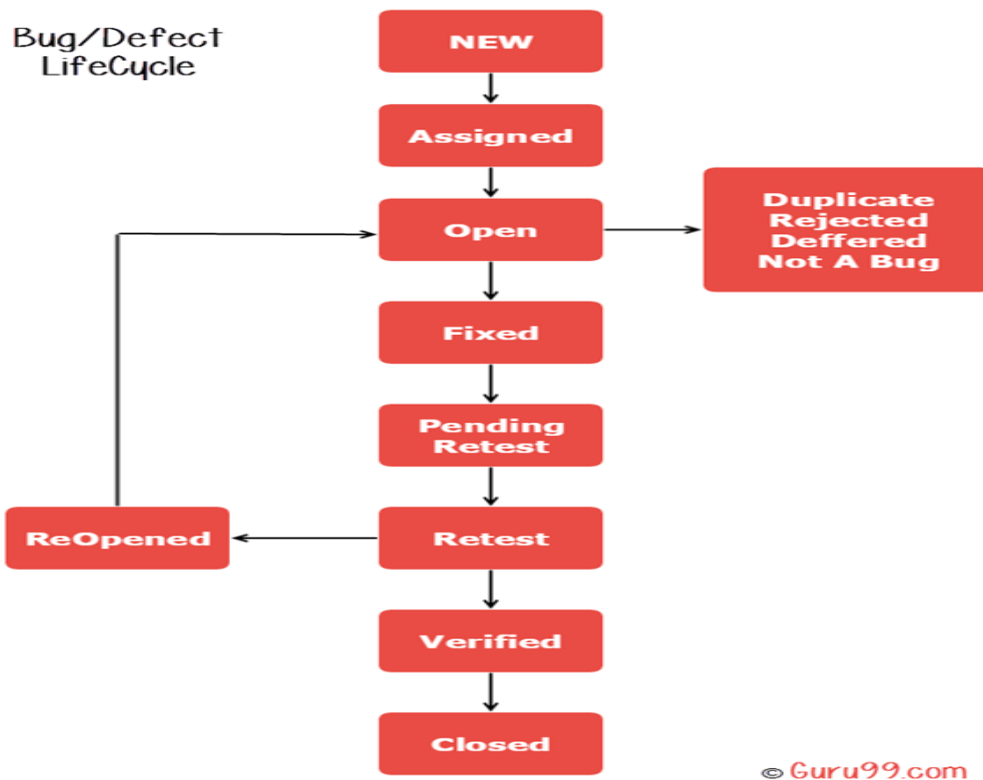 Bug/Defect
LifeCycle
NEW
Assigned
Open
Duplicate
Rejected
Deffered
Not A Bug
Fixed
Pending
Retest
ReOpened
Retest
Verified
Closed
© Guru99.com